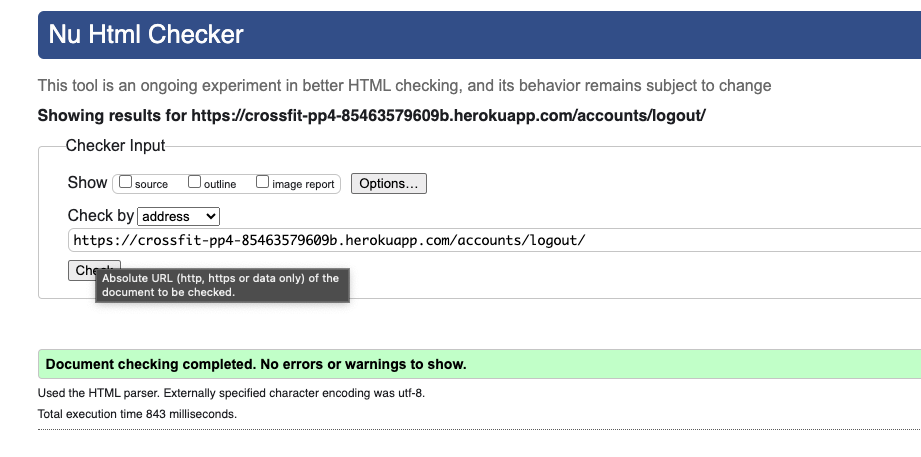 Nu Html Checker
This tool is an ongoing experiment in better HTML checking, and its behavior remains subject to change
Showing results for https://crossfit-pp4-85463579609b.herokuapp.com/accounts/logout/
Checker Input
Show source outline image report Options...
Check by address
https://crossfit-pp4-85463579609b.herokuapp.com/accounts/logout/
Check
Absolute URL (http, https or data only) of the
document to be checked.
Document checking completed. No errors or warnings to show.
Used the HTML parser. Externally specified character encoding was utf-8.
Total execution time 843 milliseconds.